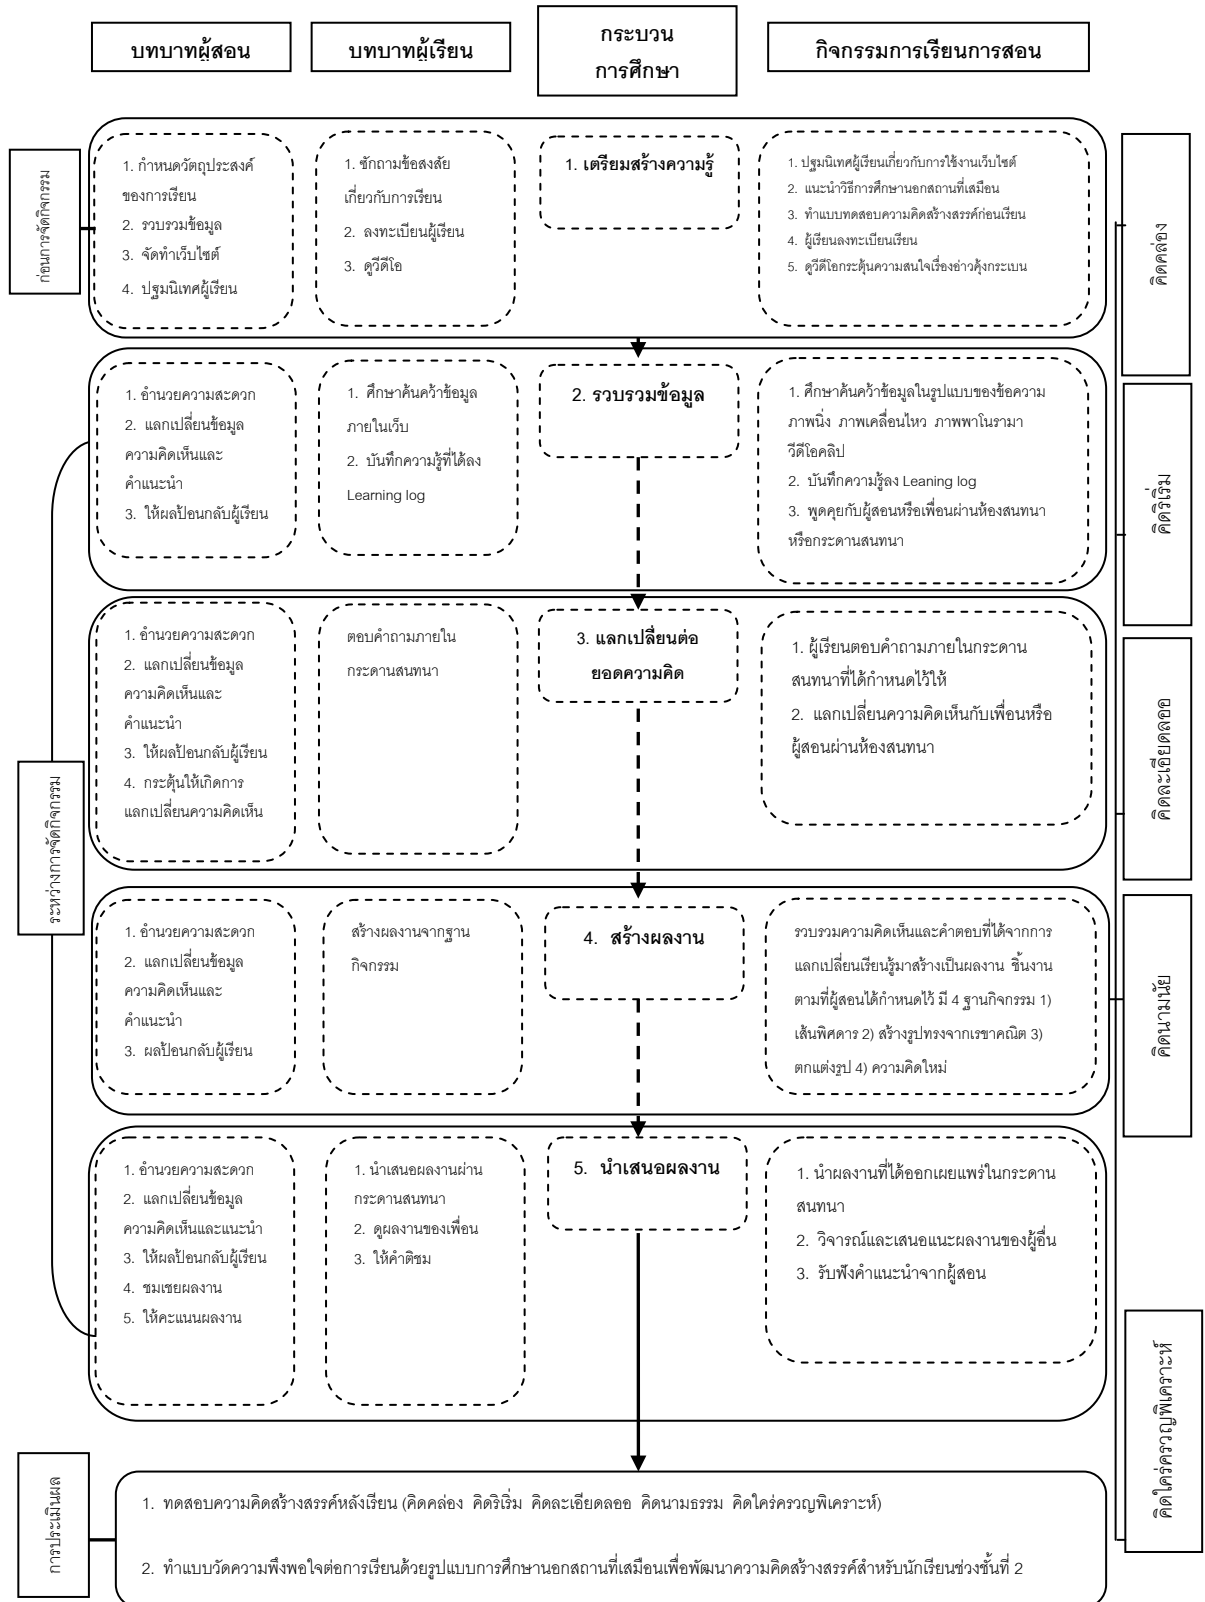 บทบาทผู้สอน
บทบาทผู้เรียน
กระบวน
การศึกษา
กิจกรรมการเรียนการสอน
ก่อนการจัดกิจกรรม
1. กำหนดวัตถุประสงค์
ของการเรียน
2. รวบรวมข้อมูล
3. จัดทำเว็บไซต์
4. ปฐมนิเทศผู้เรียน
1. ซักถามข้อสงสัย
เกี่ยวกับการเรียน
2. ลงทะเบียนผู้เรียน
3. ดูวีดีโอ
1. เตรียมสร้างความรู้
1. ปฐมนิเทศผู้เรียนเกี่ยวกับการใช้งานเว็บไซต์
2. แนะนำวิธีการศึกษานอกสถานที่เสมือน
3. ทำแบบทดสอบความคิดสร้างสรรค์ก่อนเรียน
4. ผู้เรียนลงทะเบียนเรียน
5. ดูวีดีโอกระตุ้นความสนใจเรื่องอ่าวคุ้งกระเบน
คิดคล่อง
ระหว่างการจัดกิจกรรม
1. อำนวยความสะดวก
2. แลกเปลี่ยนข้อมูล
ความคิดเห็นและ
คำแนะนำ
3. ให้ผลป้อนกลับผู้เรียน
1. ศึกษาค้นคว้าข้อมูล
ภายในเว็บ
2. บันทึกความรู้ที่ได้ลง
Learning log
2. รวบรวมข้อมูล
1. ศึกษาค้นคว้าข้อมูลในรูปแบบของข้อความ
ภาพนิ่ง ภาพเคลื่อนไหว ภาพพาโนรามา
วีดีโอคลิป
2. บันทึกความรู้ลง Leaning log
3. พูดคุยกับผู้สอนหรือเพื่อนผ่านห้องสนทนา
หรือกระดานสนทนา
คิดริเริ่ม
1. อำนวยความสะดวก
2. แลกเปลี่ยนข้อมูล
ความคิดเห็นและ
คำแนะนำ
3. ให้ผลป้อนกลับผู้เรียน
4. กระตุ้นให้เกิดการ
แลกเปลี่ยนความคิดเห็น
ตอบคำถามภายใน
กระดานสนทนา
3. แลกเปลี่ยนต่อ
ยอดความคิด
1. ผู้เรียนตอบคำถามภายในกระดาน
สนทนาที่ได้กำหนดไว้ให้
2. แลกเปลี่ยนความคิดเห็นกับเพื่อนหรือ
ผู้สอนผ่านห้องสนทนา
คิดละเอียดลออ
1. อำนวยความสะดวก
2. แลกเปลี่ยนข้อมูล
ความคิดเห็นและ
คำแนะนำ
3. ผลป้อนกลับผู้เรียน
สร้างผลงานจากฐาน
กิจกรรม
4. สร้างผลงาน
รวบรวมความคิดเห็นและคำตอบที่ได้จากการ
แลกเปลี่ยนเรียนรู้มาสร้างเป็นผลงาน ชิ้นงาน
ตามที่ผู้สอนได้กำหนดไว้ มี 4 ฐานกิจกรรม 1)
เส้นพิศดาร 2) สร้างรูปทรงจากเรขาคณิต 3)
ตกแต่งรูป 4) ความคิดใหม่
คิดนามนัย
1. อำนวยความสะดวก
2. แลกเปลี่ยนข้อมูล
ความคิดเห็นและแนะนำ
3. ให้ผลป้อนกลับผู้เรียน
4. ชมเชยผลงาน
5. ให้คะแนนผลงาน
1. นำเสนอผลงานผ่าน
กระดานสนทนา
2. ดูผลงานของเพื่อน
3. ให้คำติชม
5. นำเสนอผลงาน
1. นำผลงานที่ได้ออกเผยแพร่ในกระดาน
สนทนา
2. วิจารณ์และเสนอแนะผลงานของผู้อื่น
3. รับฟังคำแนะนำจากผู้สอน
คิดใคร่ครวญพิเคราะห์
การประเมินผล
1. ทดสอบความคิดสร้างสรรค์หลังเรียน (คิดคล่อง คิดริเริ่ม คิดละเอียดลออ คิดนามธรรม คิดใคร่ครวญพิเคราะห์)
2. ทำแบบวัดความพึงพอใจต่อการเรียนด้วยรูปแบบการศึกษานอกสถานที่เสมือนเพื่อพัฒนาความคิดสร้างสรรค์สำหรับนักเรียนช่วงชั้นที่ 2